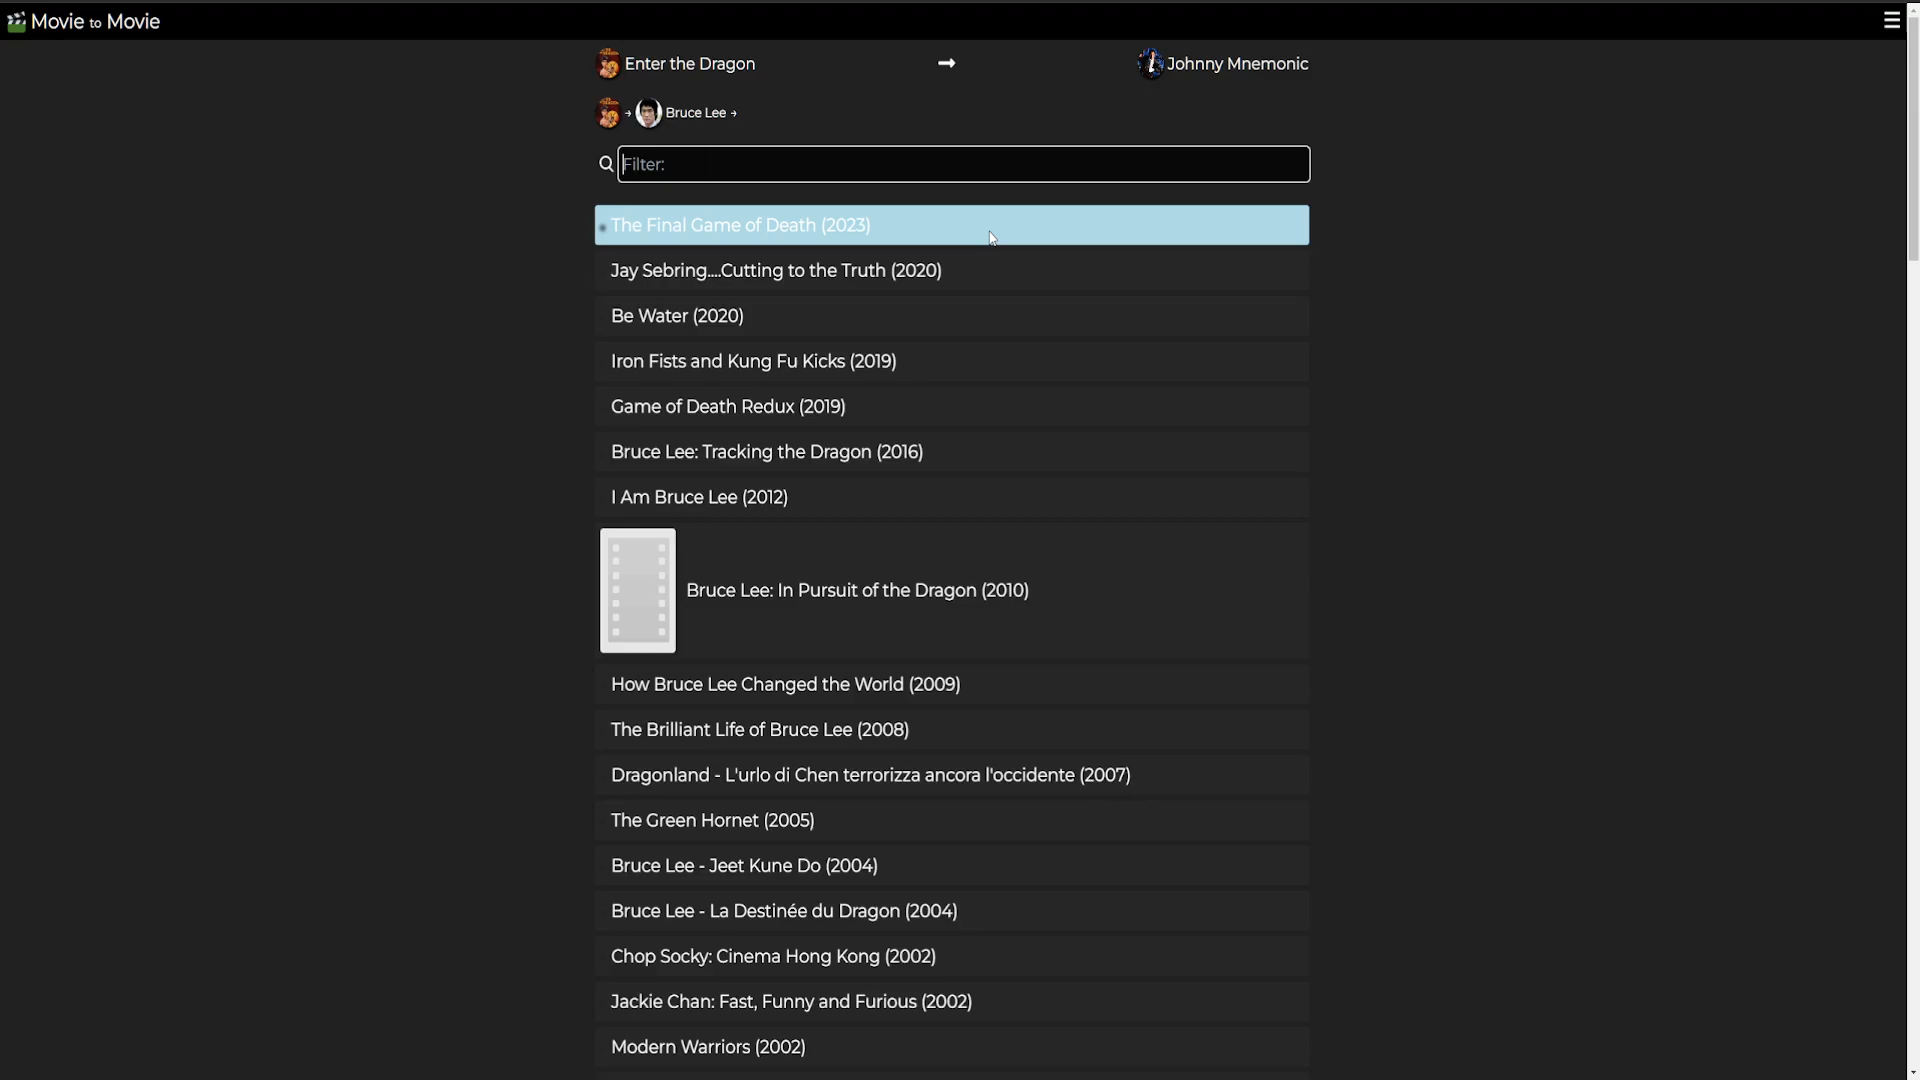 Movie to Movie
Enter the Dragon → Johnny Mnemonic
→ Bruce Lee →
Filter:
The Final Game of Death (2023)
Jay Sebring....Cutting to the Truth (2020)
Be Water (2020)
Iron Fists and Kung Fu Kicks (2019)
Game of Death Redux (2019)
Bruce Lee: Tracking the Dragon (2016)
I Am Bruce Lee (2012)
Bruce Lee: In Pursuit of the Dragon (2010)
How Bruce Lee Changed the World (2009)
The Brilliant Life of Bruce Lee (2008)
Dragonland - L'urlo di Chen terrorizza ancora l'occidente (2007)
The Green Hornet (2005)
Bruce Lee - Jeet Kune Do (2004)
Bruce Lee - La Destinée du Dragon (2004)
Chop Socky: Cinema Hong Kong (2002)
Jackie Chan: Fast, Funny and Furious (2002)
Modern Warriors (2002)